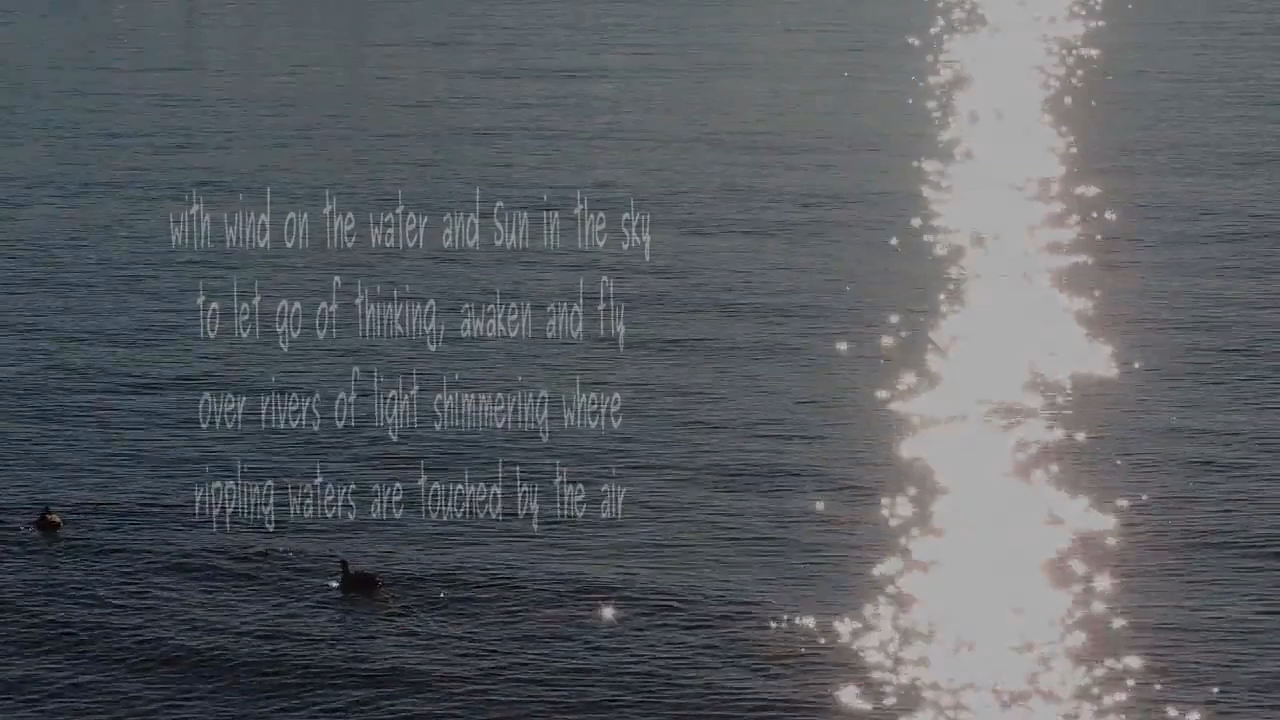 with wind on the water and Sun in the sky
to let go of thinking, awaken and fly
over rivers of light shimmering where
rippling waters are touched by the air